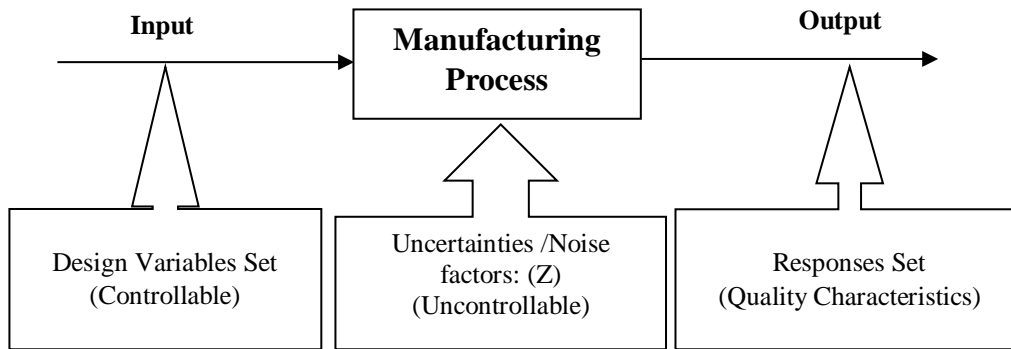 Input
Manufacturing
Process
Output
Design Variables Set
(Controllable)
Uncertainties /Noise
factors: (Z)
(Uncontrollable)
Responses Set
(Quality Characteristics)